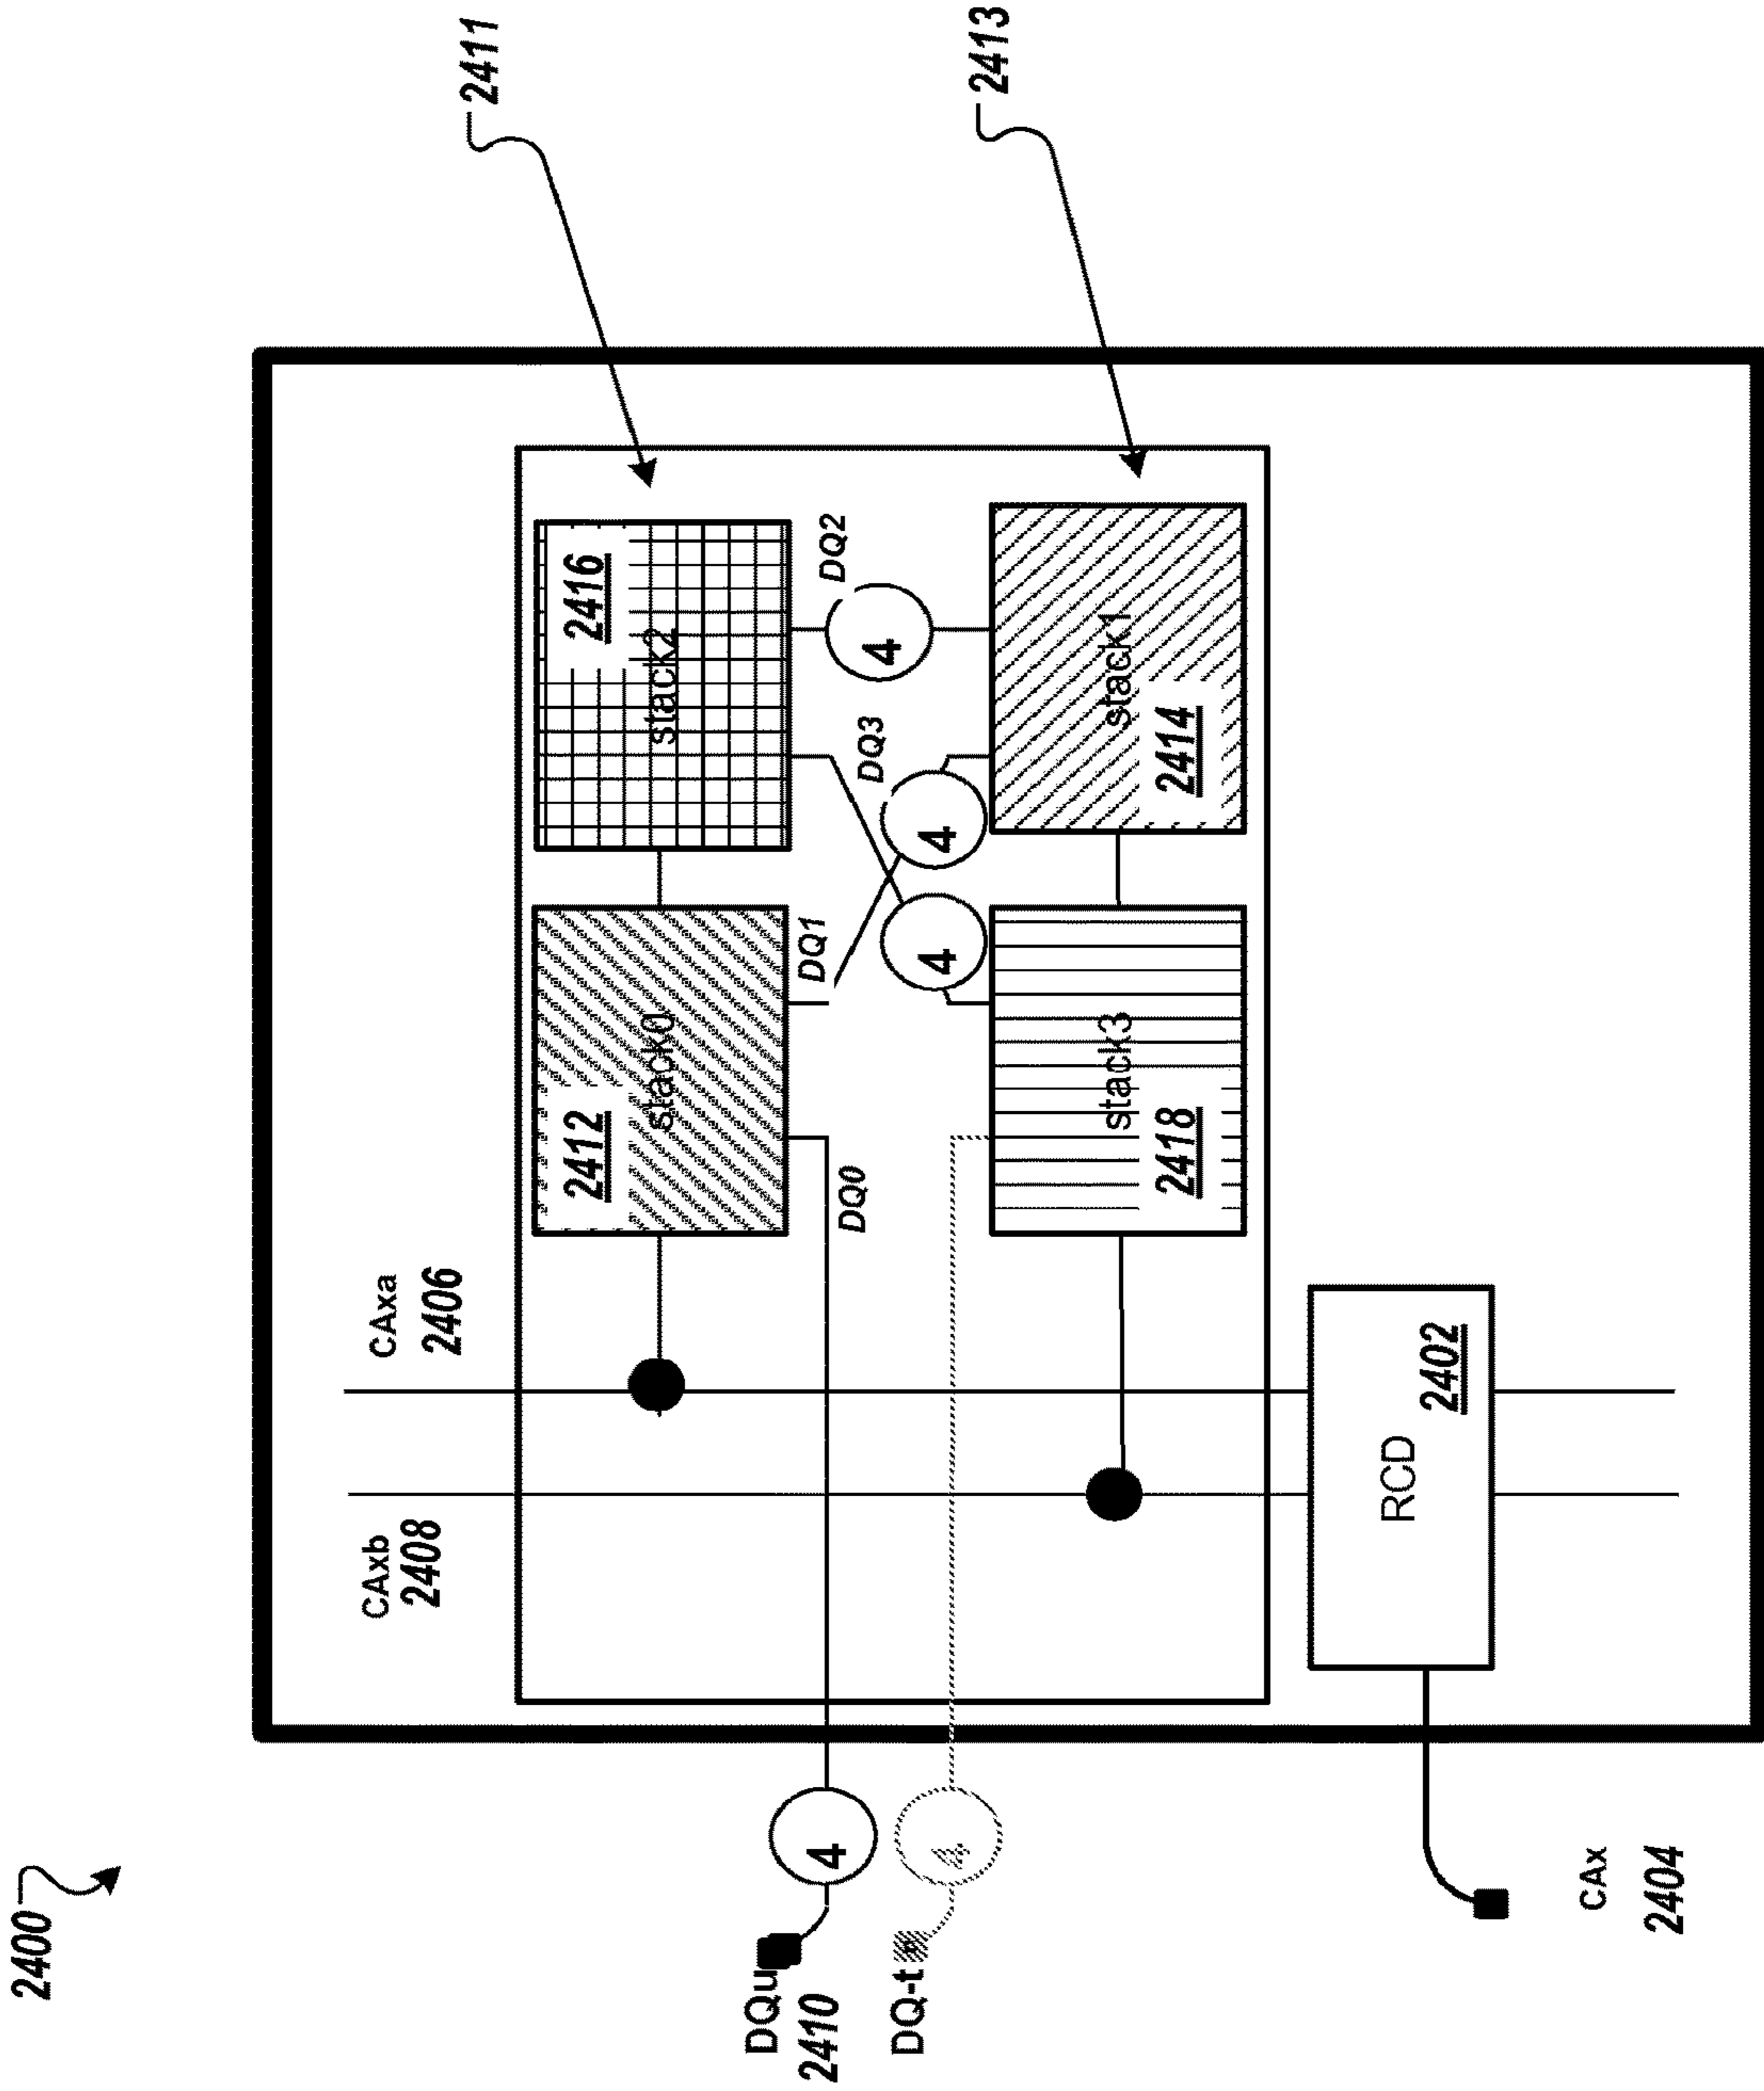 2400
CAxb
2408
CAxa
2406
2411
2412
stack0
2416
stack2
DQu
2410
4
DQ0
DQ1
DQ2
4
DQ3
4
4
DQ-t
4
2413
stack3
2418
stack1
2414
RCD
2402
CAx
2404